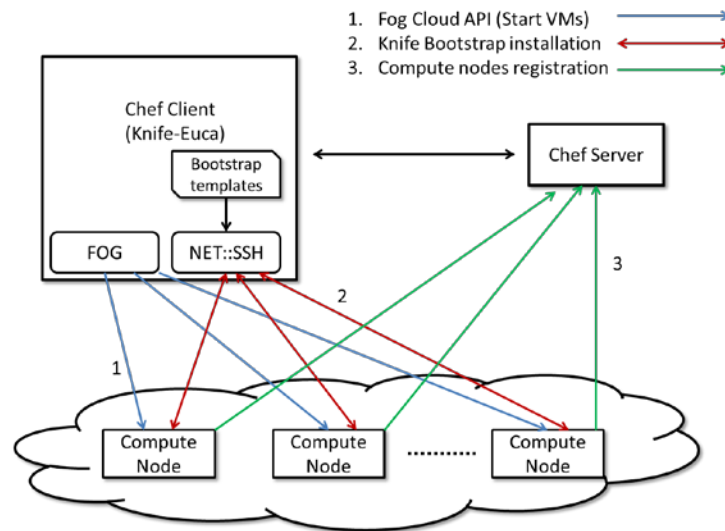 1. Fog Cloud API (Start VMs)
2. Knife Bootstrap installation
3. Compute nodes registration
Chef Client
(Knife-Euca)
Bootstrap
templates
Chef Server
FOG
NET::SSH
1
2
3
Compute
Node
Compute
Node
Compute
Node